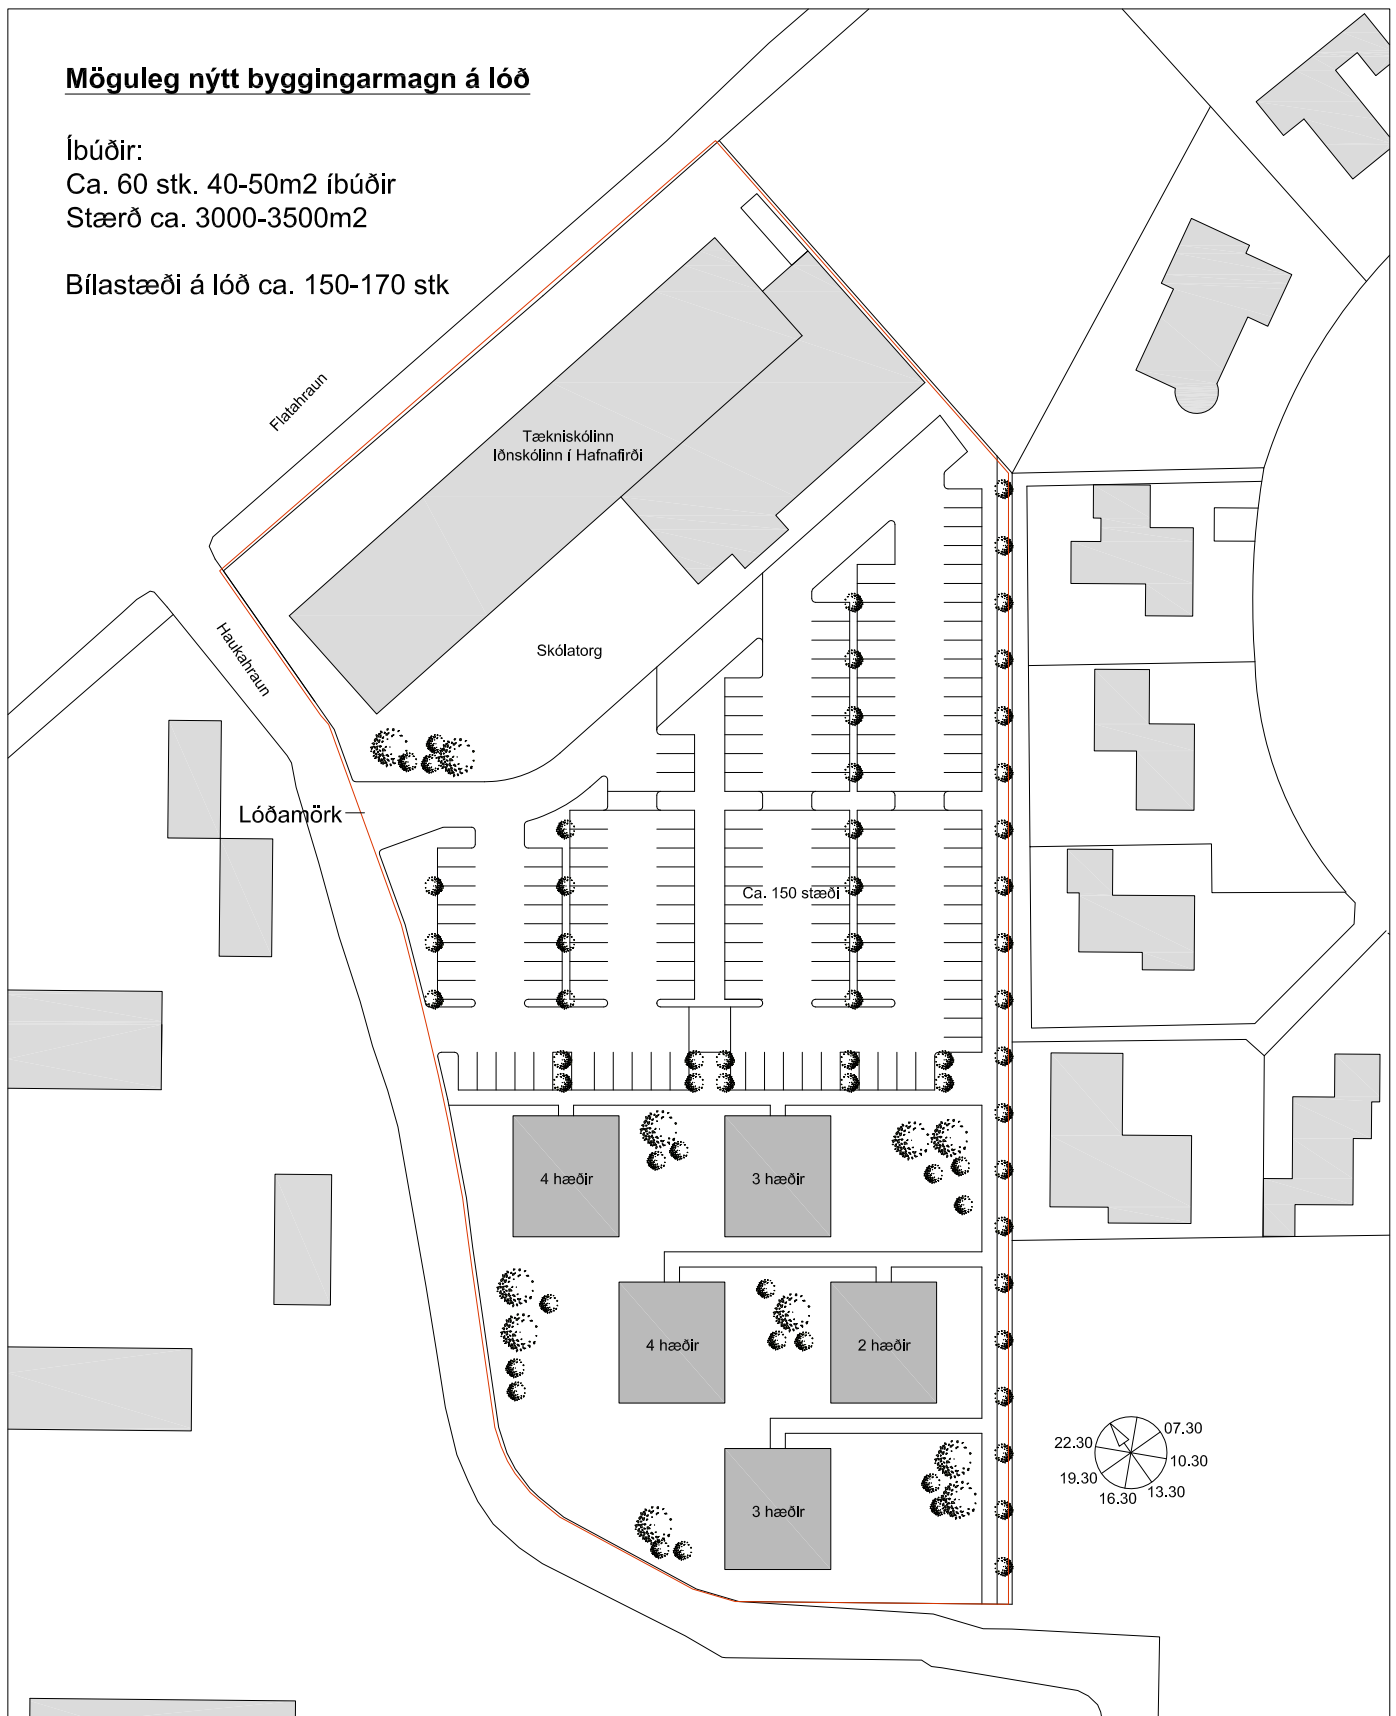 Möguleg nýtt byggingarmagn á lóð
Íbúðir:
Ca. 60 stk. 40-50m2 íbúðir
Stærð ca. 3000-3500m2
Bílastæði á lóð ca. 150-170 stk
Flatahraun
Tækniskólinn
Iðnskólinn í Hafnafirði
Haukahraun
Skólatorg
Lóðamörk
Ca. 150 stæði
4 hæðir
3 hæðir
4 hæðir
2 hæðir
3 hæðir
07.30
22.30
10.30
19.30
13.30
16.30